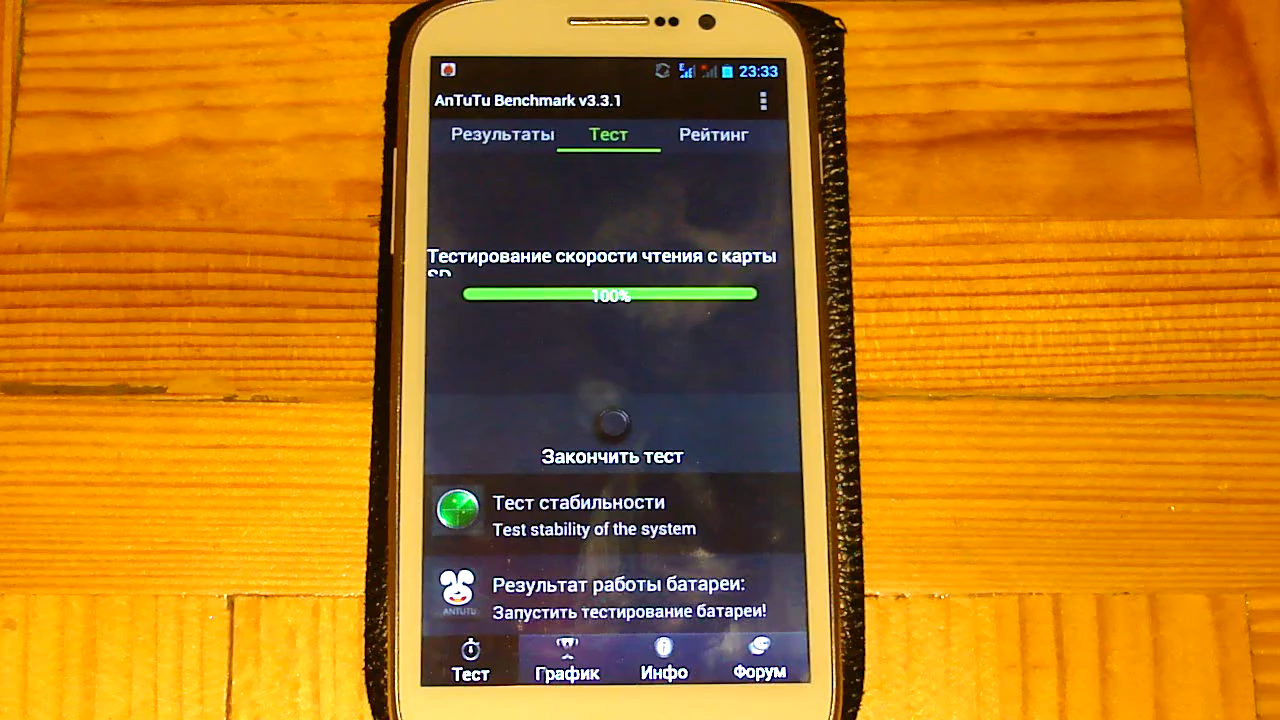 23:33
AnTuTu Benchmark v3.3.1
Результаты Тест Рейтинг
Тестирование скорости чтения с карты
SD
100%
Закончить тест
Тест стабильности
Test stability of the system
Результат работы батареи:
ANTUTU
Запустить тестирование батареи!
Тест График Инфо Форум